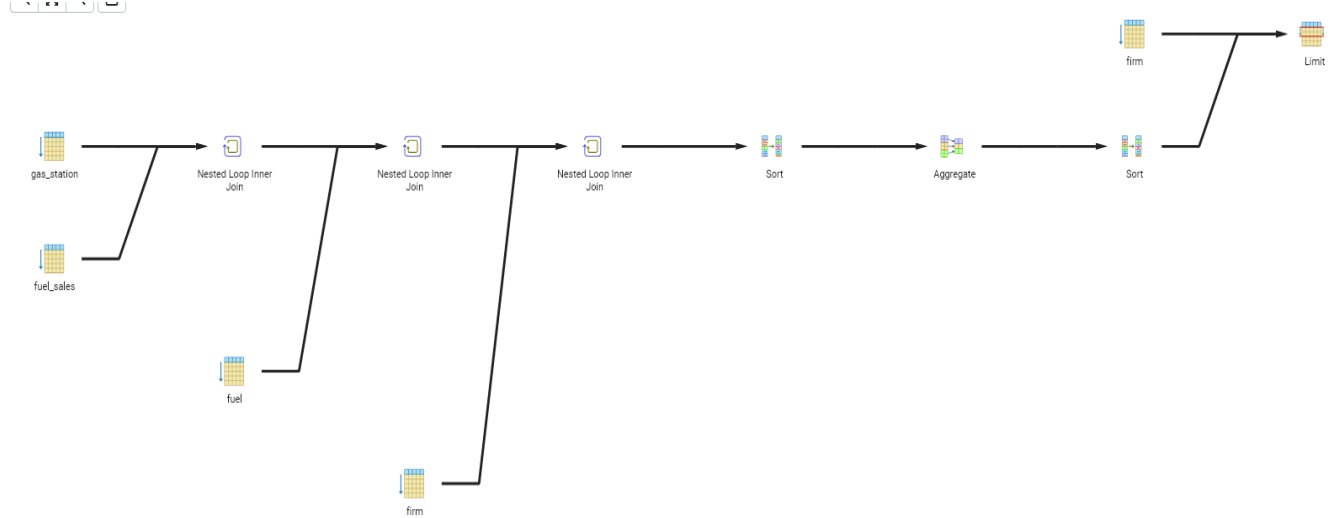 firm
Limit
gas_station
Nested Loop Inner
Join
Nested Loop Inner
Join
Nested Loop Inner
Join
Sort
Aggregate
Sort
fuel_sales
fuel
firm